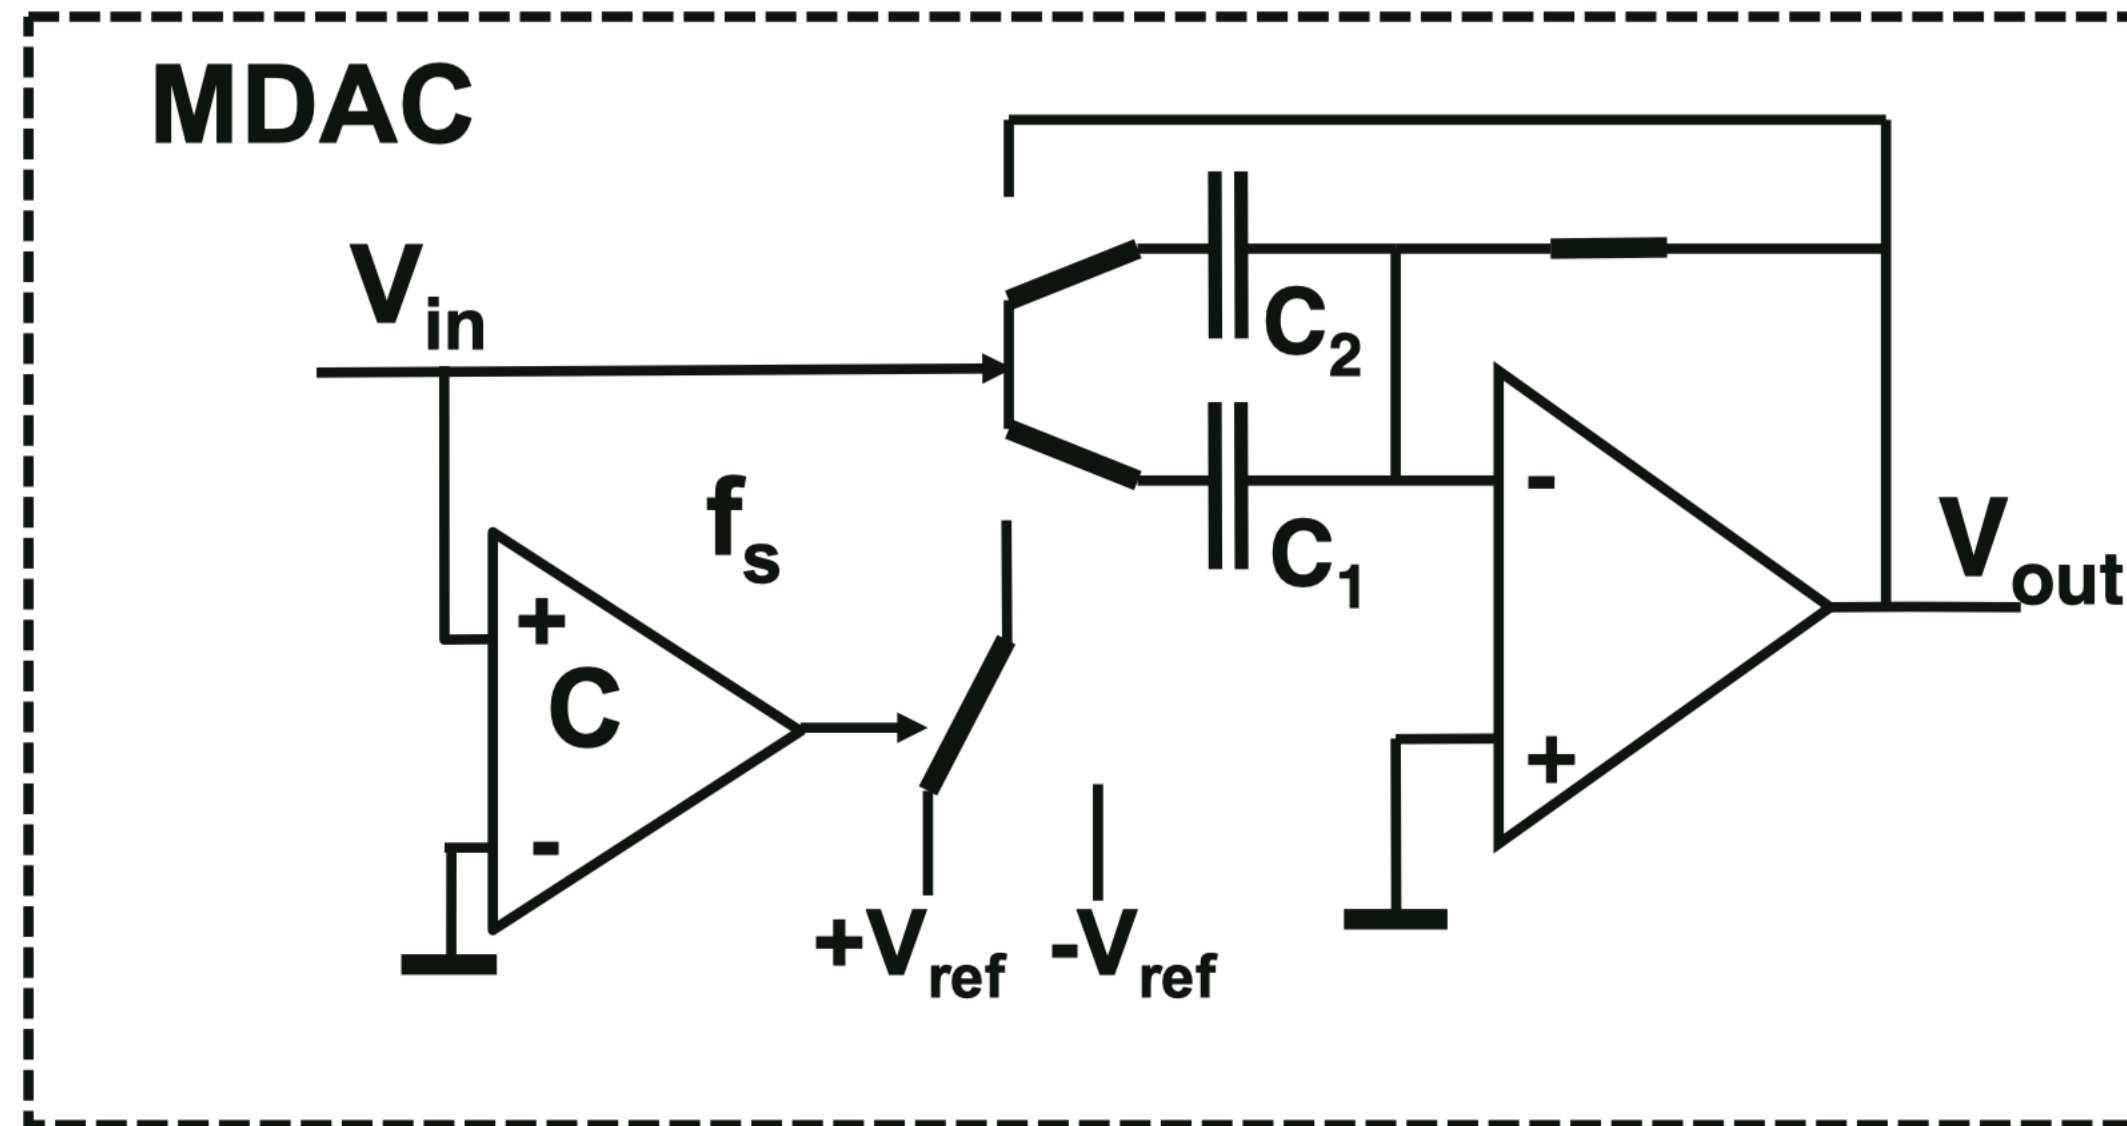 MDAC
Vin
C2
fs
-
Vout
C1
+
C
+
-
+Vref -Vref